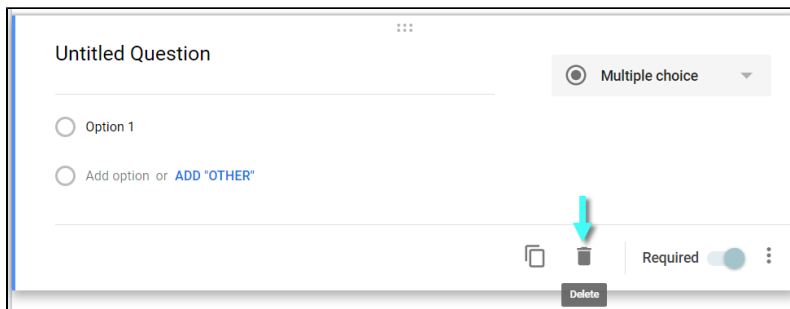 Untitled Question
Multiple choice
Option 1
Add option or ADD "OTHER"
Required
Delete